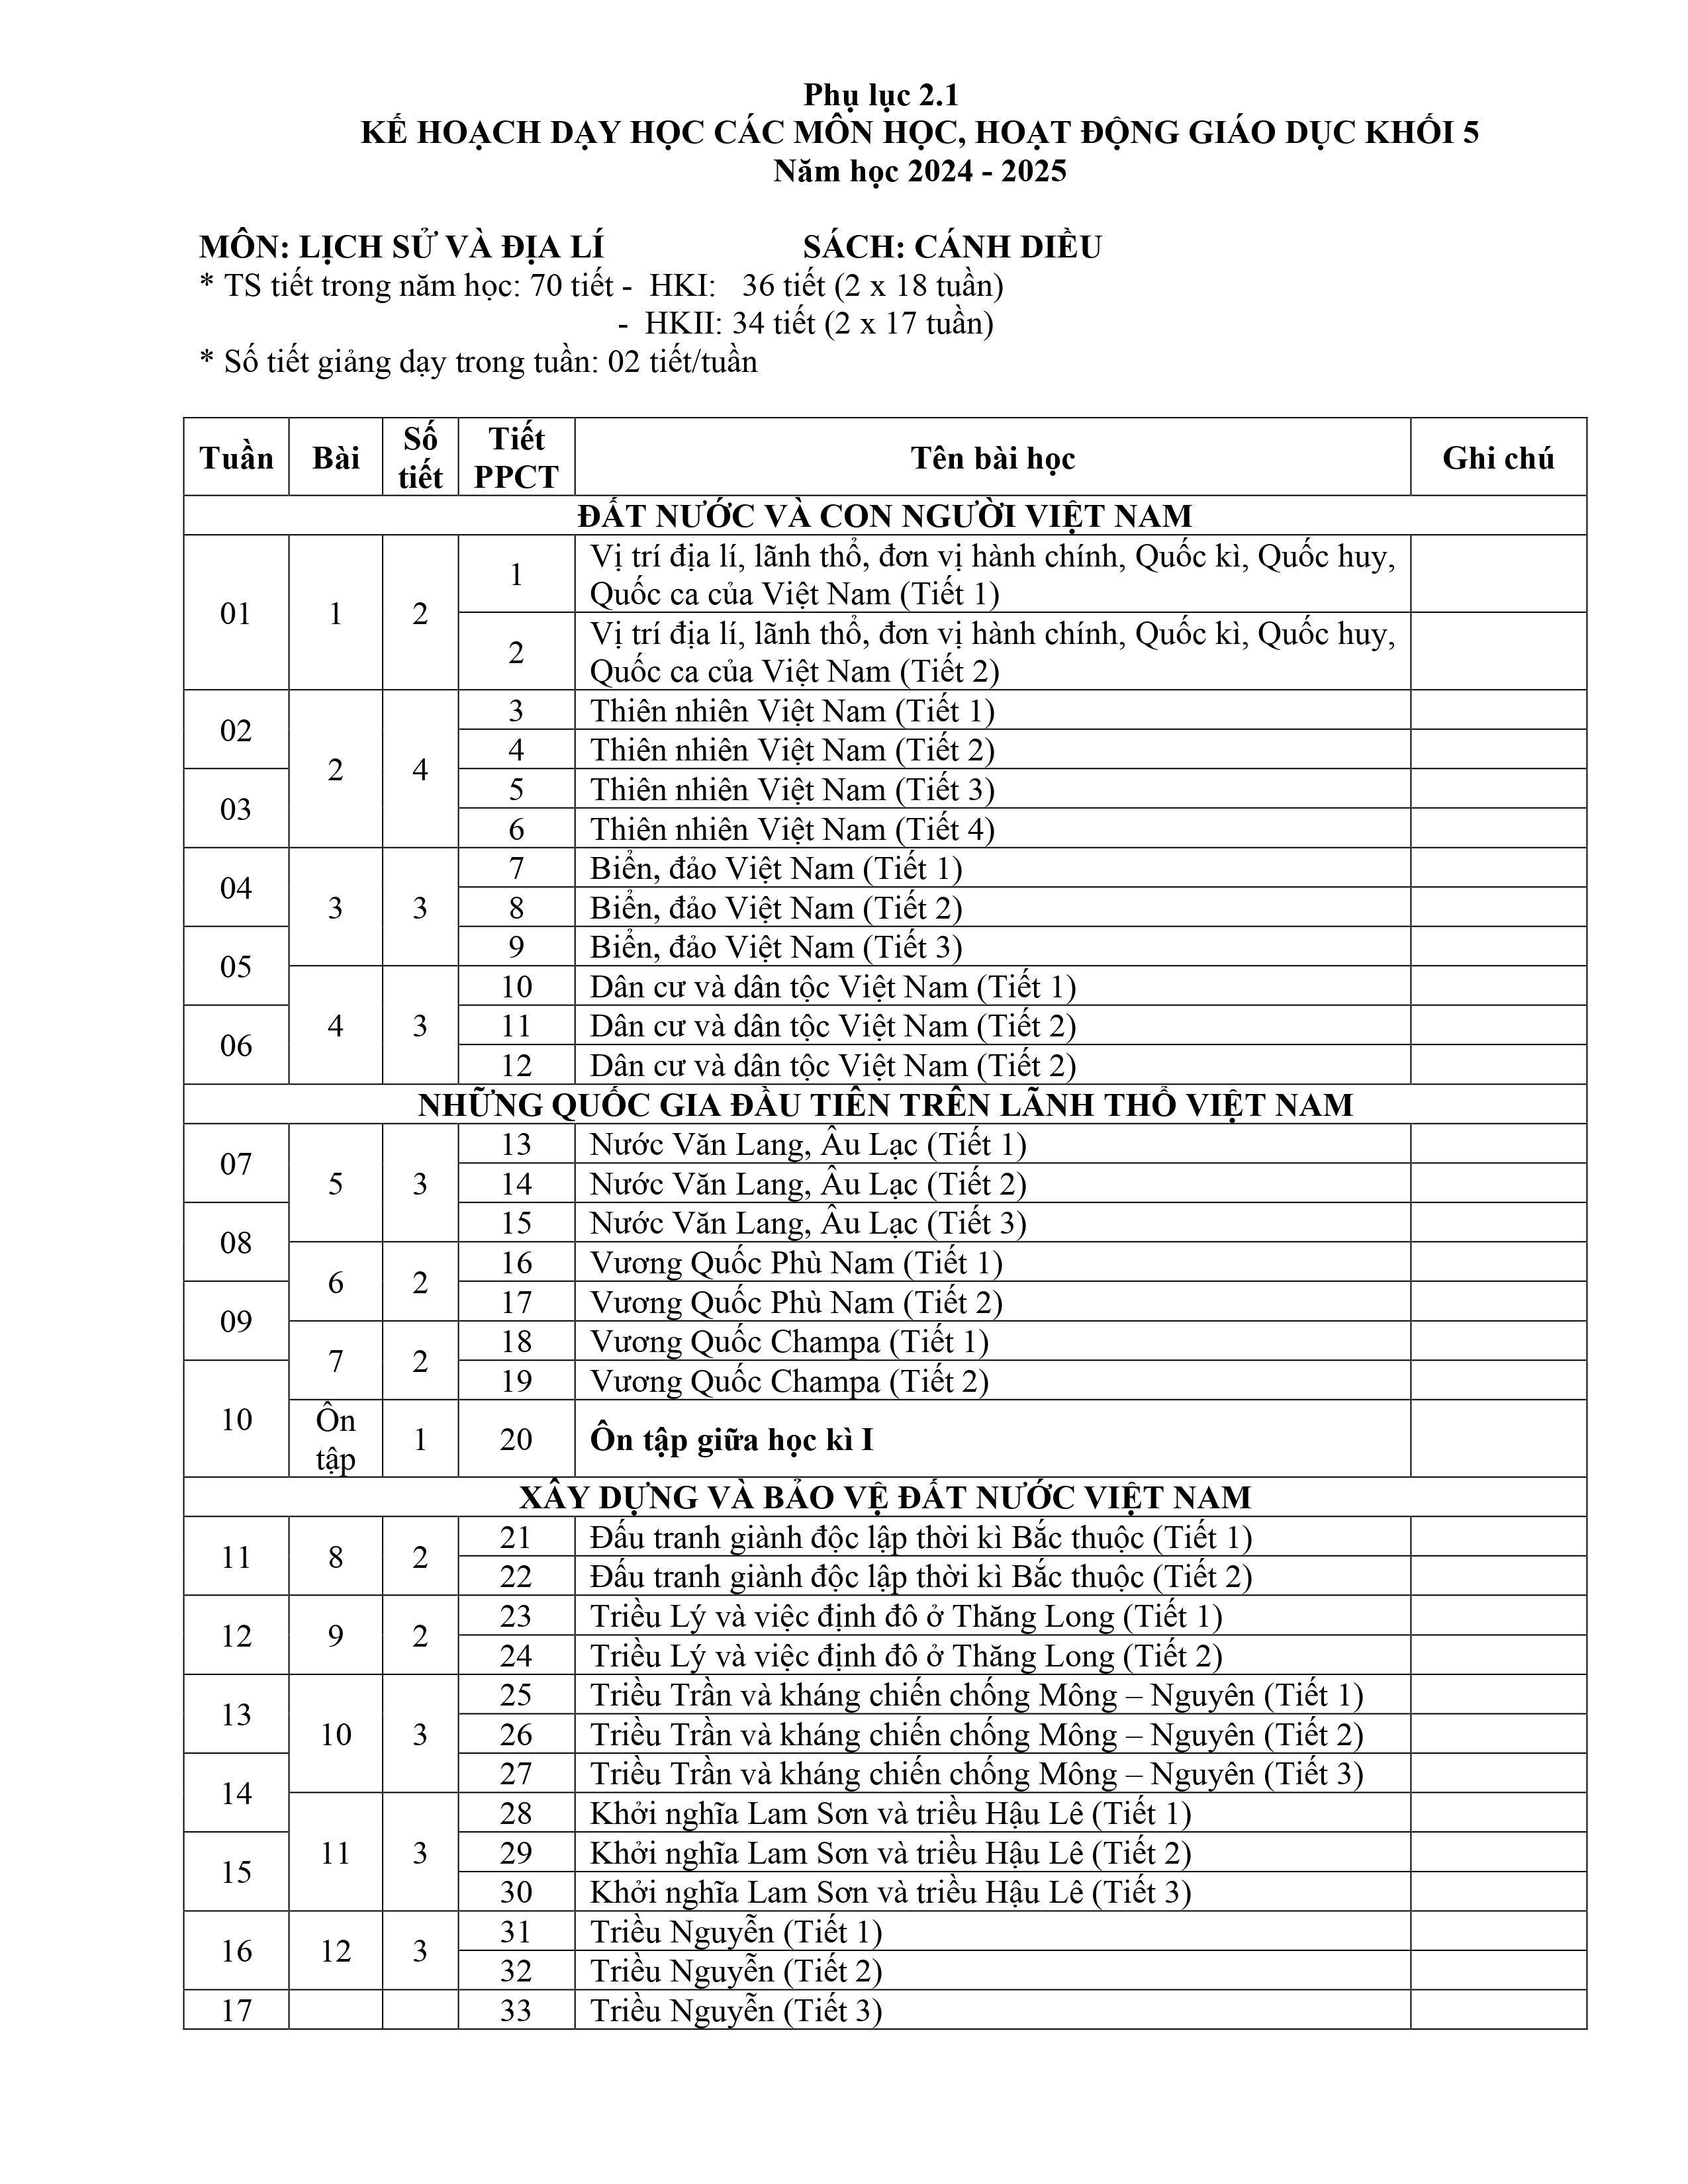 Phụ lục 2.1
KẾ HOẠCH DẠY HỌC CÁC MÔN HỌC, HOẠT ĐỘNG GIÁO DỤC KHỐI 5
Năm học 2024 - 2025
MÔN: LỊCH SỬ VÀ ĐỊA LÍ SÁCH: CÁNH DIỀU
* TS tiết trong năm học: 70 tiết - HKI: 36 tiết (2 x 18 tuần)
- HKII: 34 tiết (2 x 17 tuần)
* Số tiết giảng dạy trong tuần: 02 tiết/tuần
Tuần Bài Số tiết Tiết PPCT Tên bài học Ghi chú
ĐẤT NƯỚC VÀ CON NGƯỜI VIỆT NAM
01 1 2 1 Vị trí địa lí, lãnh thổ, đơn vị hành chính, Quốc kì, Quốc huy,
Quốc ca của Việt Nam (Tiết 1)
2 Vị trí địa lí, lãnh thổ, đơn vị hành chính, Quốc kì, Quốc huy,
Quốc ca của Việt Nam (Tiết 2)
02 2 4 3 Thiên nhiên Việt Nam (Tiết 1)
4 Thiên nhiên Việt Nam (Tiết 2)
03 5 Thiên nhiên Việt Nam (Tiết 3)
6 Thiên nhiên Việt Nam (Tiết 4)
04 3 3 7 Biển, đảo Việt Nam (Tiết 1)
8 Biển, đảo Việt Nam (Tiết 2)
05 9 Biển, đảo Việt Nam (Tiết 3)
4 3 10 Dân cư và dân tộc Việt Nam (Tiết 1)
06 11 Dân cư và dân tộc Việt Nam (Tiết 2)
12 Dân cư và dân tộc Việt Nam (Tiết 2)
NHỮNG QUỐC GIA ĐẦU TIÊN TRÊN LÃNH THỔ VIỆT NAM
07 5 3 13 Nước Văn Lang, Âu Lạc (Tiết 1)
14 Nước Văn Lang, Âu Lạc (Tiết 2)
08 15 Nước Văn Lang, Âu Lạc (Tiết 3)
6 2 16 Vương Quốc Phù Nam (Tiết 1)
09 17 Vương Quốc Phù Nam (Tiết 2)
7 2 18 Vương Quốc Champa (Tiết 1)
10 19 Vương Quốc Champa (Tiết 2)
Ôn tập 1 20 Ôn tập giữa học kì I
XÂY DỰNG VÀ BẢO VỆ ĐẤT NƯỚC VIỆT NAM
11 8 2 21 Đấu tranh giành độc lập thời kì Bắc thuộc (Tiết 1)
22 Đấu tranh giành độc lập thời kì Bắc thuộc (Tiết 2)
12 9 2 23 Triều Lý và việc định đô ở Thăng Long (Tiết 1)
24 Triều Lý và việc định đô ở Thăng Long (Tiết 2)
13 10 3 25 Triều Trần và kháng chiến chống Mông – Nguyên (Tiết 1)
26 Triều Trần và kháng chiến chống Mông – Nguyên (Tiết 2)
14 27 Triều Trần và kháng chiến chống Mông – Nguyên (Tiết 3)
11 3 28 Khởi nghĩa Lam Sơn và triều Hậu Lê (Tiết 1)
15 29 Khởi nghĩa Lam Sơn và triều Hậu Lê (Tiết 2)
30 Khởi nghĩa Lam Sơn và triều Hậu Lê (Tiết 3)
16 12 3 31 Triều Nguyễn (Tiết 1)
32 Triều Nguyễn (Tiết 2)
17 33 Triều Nguyễn (Tiết 3)